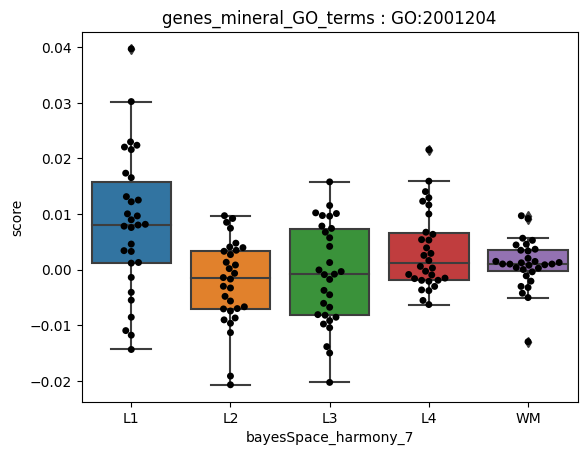 genes_mineral_GO_terms : GO:2001204
0.04
0.03
0.02
0.01
0.00
−0.01
−0.02
score
L1 L2 L3 L4 WM
bayesSpace_harmony_7